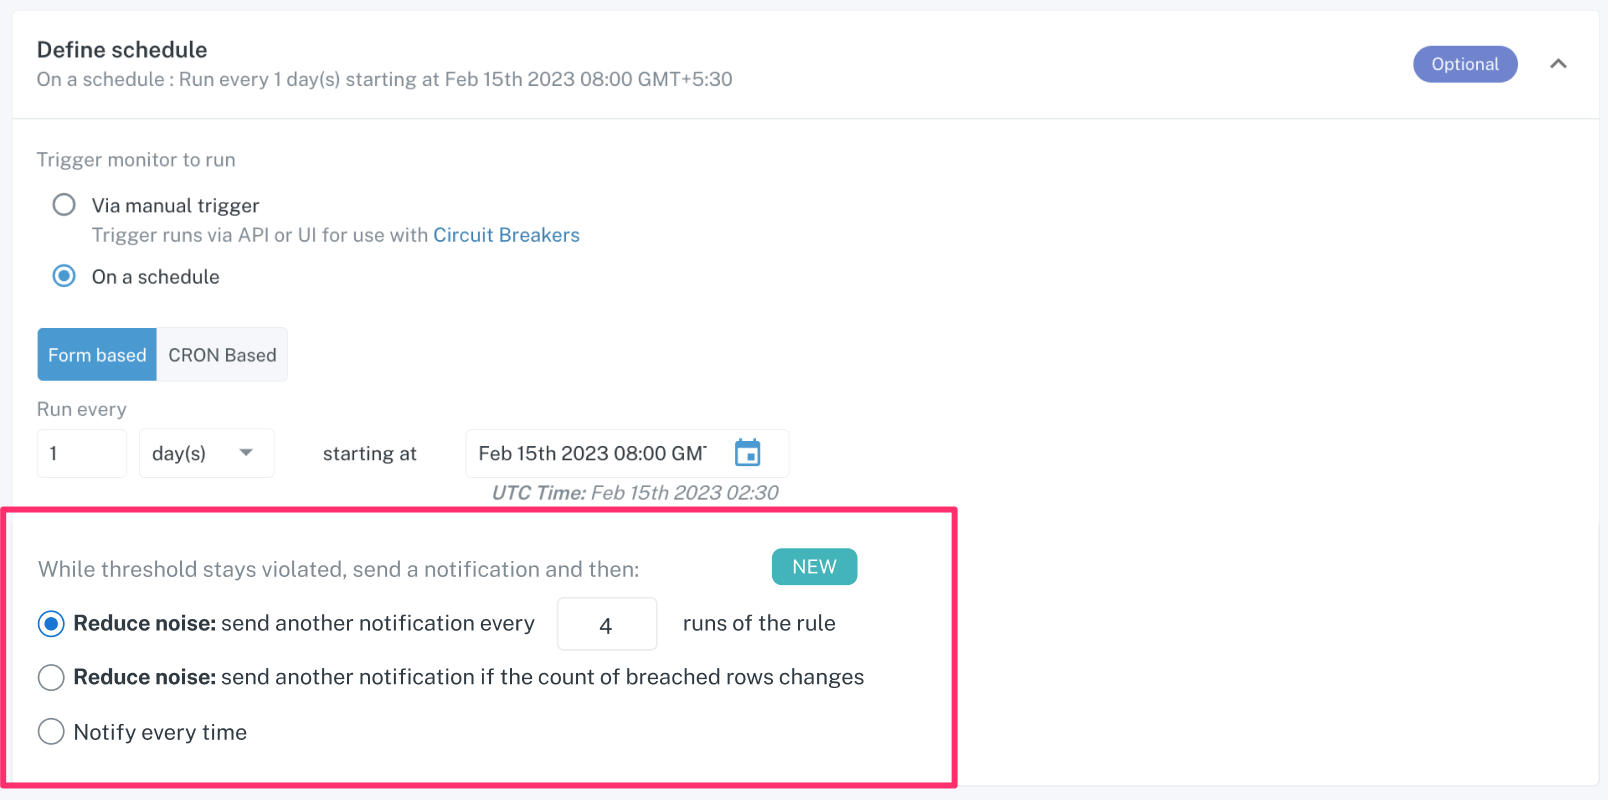 Define schedule
On a schedule : Run every 1 day(s) starting at Feb 15th 2023 08:00 GMT+5:30
Optional
Trigger monitor to run
Via manual trigger
Trigger runs via API or UI for use with Circuit Breakers
On a schedule
Form based CRON Based
Run every
1 day(s) starting at Feb 15th 2023 08:00 GM
UTC Time: Feb 15th 2023 02:30
While threshold stays violated, send a notification and then: NEW
Reduce noise: send another notification every 4 runs of the rule
Reduce noise: send another notification if the count of breached rows changes
Notify every time